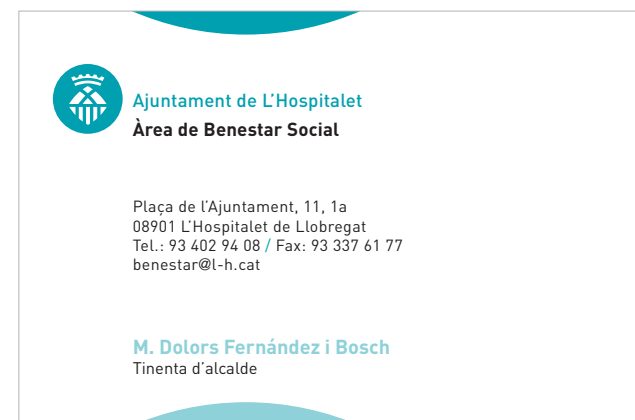 Ajuntament de L'Hospitalet
Àrea de Benestar Social
Plaça de l'Ajuntament, 11, 1a
08901 L'Hospitalet de Llobregat
Tel.: 93 402 94 08 / Fax: 93 337 61 77
benestar@l-h.cat
M. Dolors Fernández i Bosch
Tinenta d'alcalde